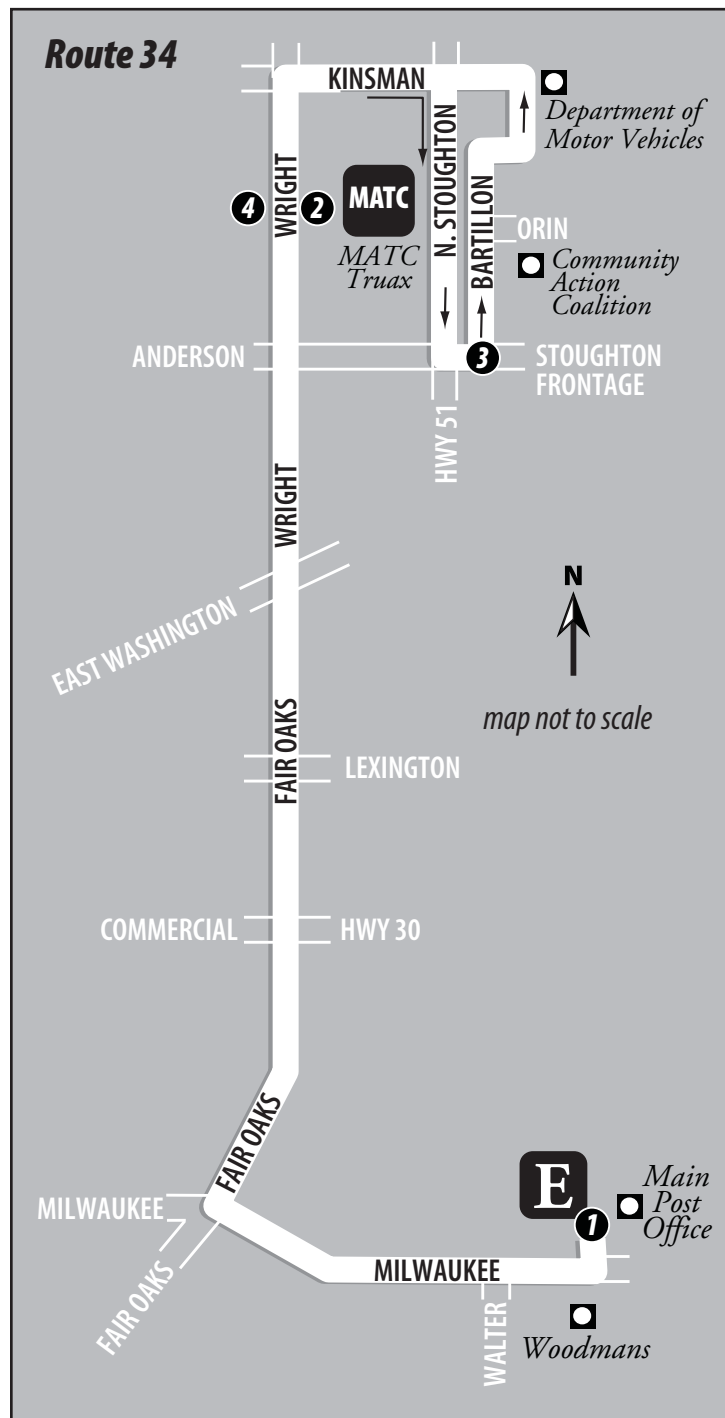 Route 34
KINSMAN
Department of
Motor Vehicles
WRIGHT
4
2
MATC
MATC
Truax
N. STOUGHTON
BARTILLON
ORIN
Community
Action
Coalition
ANDERSON
3
STOUGHTON
FRONTAGE
HWY 51
WRIGHT
EAST WASHINGTON
N
map not to scale
FAIR OAKS
LEXINGTON
COMMERCIAL
HWY 30
FAIR OAKS
MILWAUKEE
FAIR OAKS
E
1
Main
Post
Office
MILWAUKEE
WALTER
Woodmans